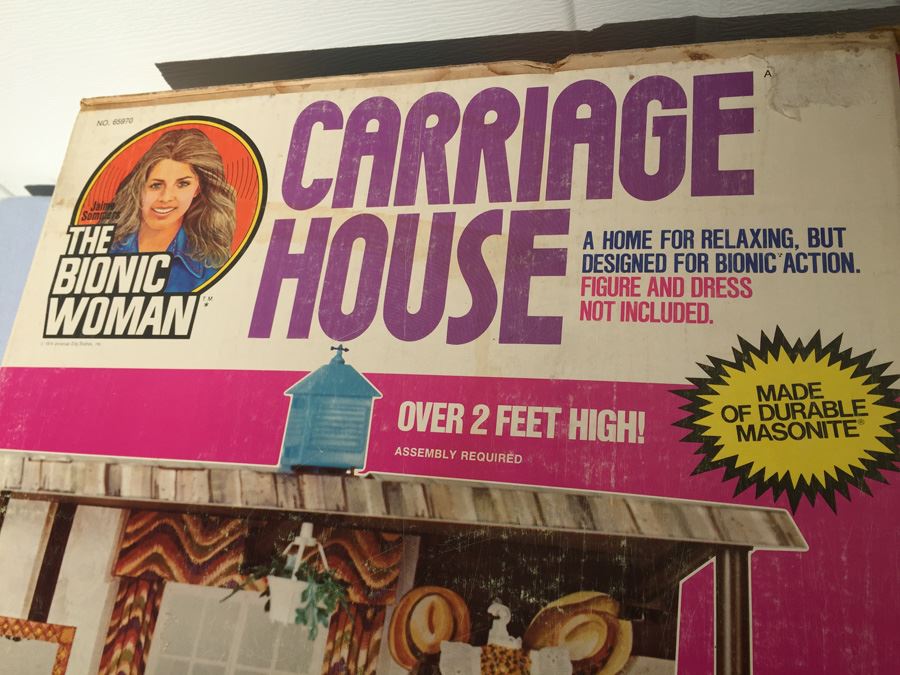 NO. 65970
A
CARRIAGE
HOUSE
Jaime
Sommers
THE
BIONIC
WOMAN T.M.
*
A HOME FOR RELAXING, BUT
DESIGNED FOR BIONIC ACTION.
FIGURE AND DRESS
NOT INCLUDED.
OVER 2 FEET HIGH!
ASSEMBLY REQUIRED
MADE
OF DURABLE
MASONITE®